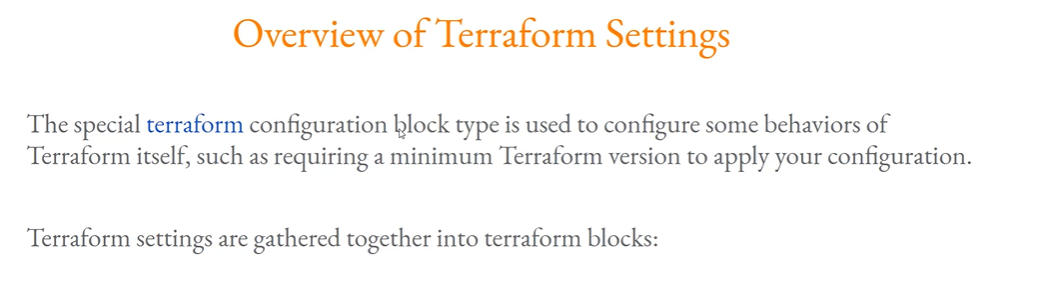 Overview of Terraform Settings
The special terraform configuration block type is used to configure some behaviors of
Terraform itself, such as requiring a minimum Terraform version to apply your configuration.
Terraform settings are gathered together into terraform blocks: